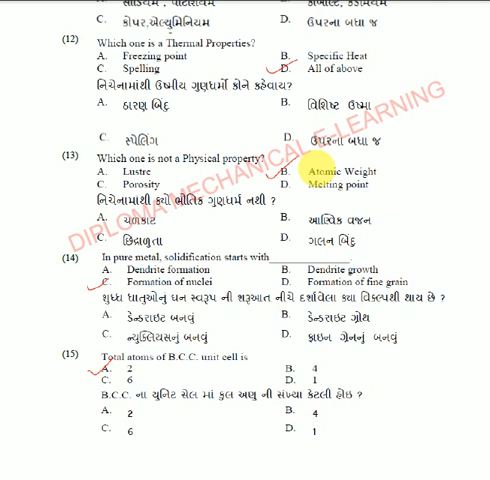 C. કોપર,એલ્યુમિનિયમ D. ઉપરના બધા જ
(12) Which one is a Thermal Properties?
A. Freezing point B. Specific Heat
C. Spelling D. All of above
નિચેનામાંથી ઉષ્મીય ગુણધર્મો કોને કહેવાય?
A. ઠારણ બિંદુ B. વિશિષ્ટ ઉષ્મા
C. સ્પેલિંગ D. ઉપરના બધા જ
(13) Which one is not a Physical property?
A. Lustre B. Atomic Weight
C. Porosity D. Melting point
નિચેનામાથી ક્યો ભૌતિક ગુણધર્મ નથી ?
A. ચળકાટ B. આણ્વિક વજન
C. છિદ્રાળુતા D. ગલન બિંદુ
(14) In pure metal, solidification starts with
A. Dendrite formation B. Dendrite growth
C. Formation of nuclei D. Formation of fine grain
શુધ્ધ ધાતુઓનું ઘન સ્વરૂપ ની શરૂઆત નીચે દર્શાવેલા ક્યા વિકલ્પથી થાય છે ?
A. ડેન્ડરાઇટ બનવું B. ડેન્ડરાઇટ ગ્રોથ
C. ન્યુક્લિયસનું બનવું D. ફાઇન ગ્રેનનું બનવું
(15) Total atoms of B.C.C. unit cell is
A. 2 B. 4
C. 6 D. 1
B.C.C. ના યુનિટ સેલ માં કુલ અણુ ની સંખ્યા કેટલી હોઇ ?
A. 2 B. 4
C. 6 D. 1
DIPLOMA MECHANICAL E-LEARNING